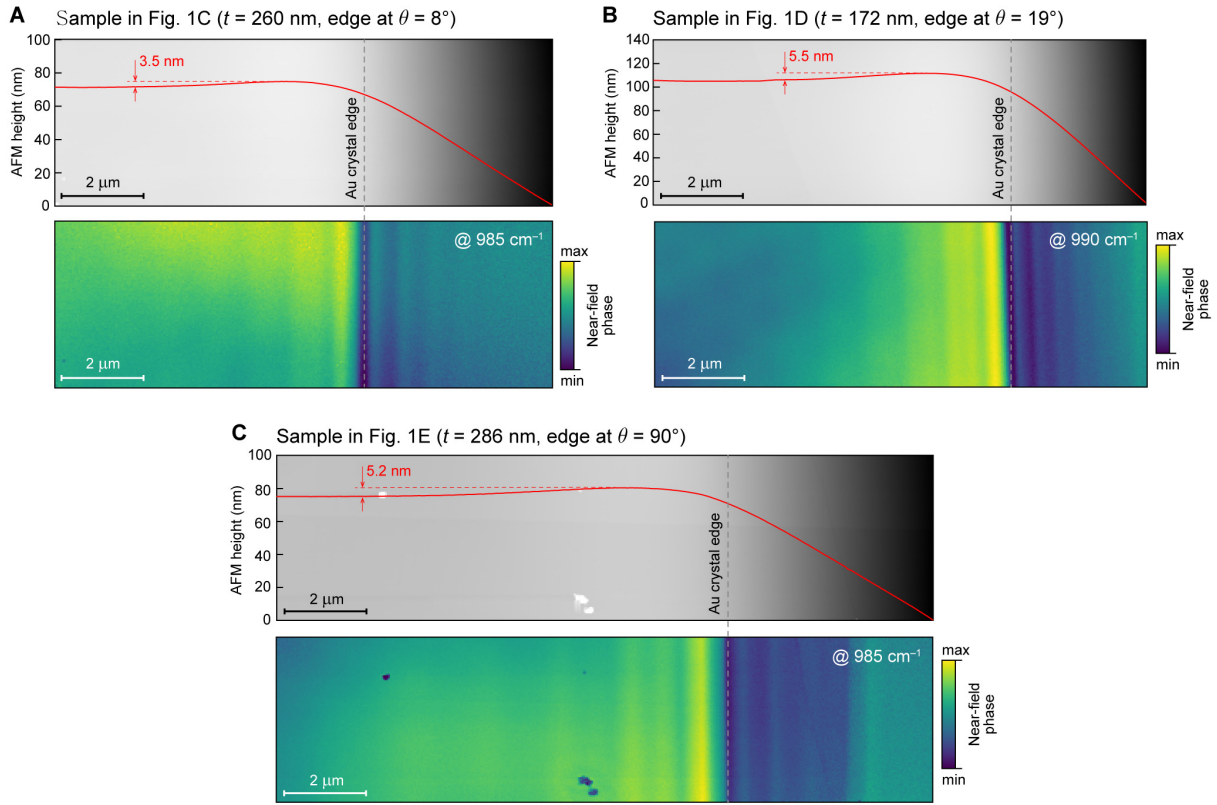 A
Sample in Fig. 1C (t = 260 nm, edge at θ = 8°)
AFM height (nm)
100
80
60
40
20
0
3.5 nm
Au crystal edge
2 μm
@ 985 cm⁻¹
2 μm
max
Near-field phase
min
B
Sample in Fig. 1D (t = 172 nm, edge at θ = 19°)
AFM height (nm)
140
120
100
80
60
40
20
0
5.5 nm
Au crystal edge
2 μm
@ 990 cm⁻¹
2 μm
max
Near-field
phase
min
C
Sample in Fig. 1E (t = 286 nm, edge at θ = 90°)
AFM height (nm)
100
80
60
40
20
0
5.2 nm
Au crystal edge
2 μm
@ 985 cm⁻¹
2 μm
max
Near-field
phase
min